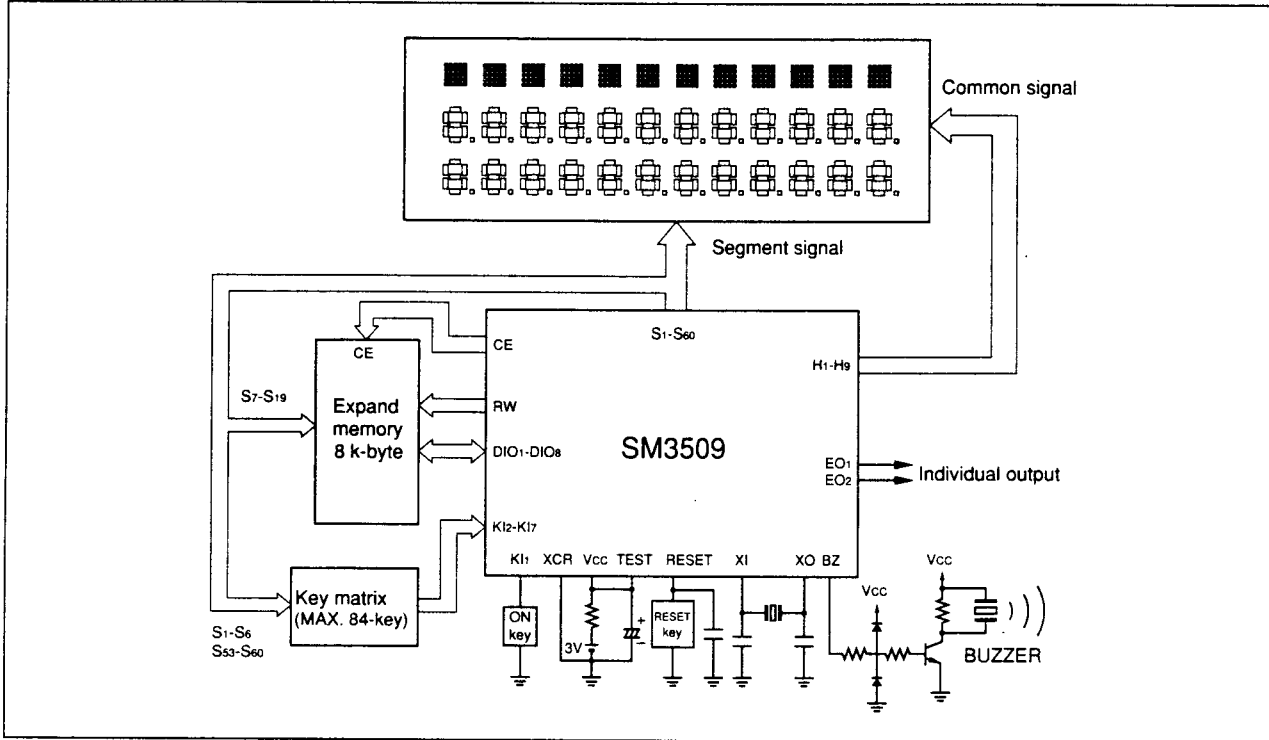 Common signal
Segment signal
S1-S60
CE
CE
H1-H9
S7-S19
Expand
memory
8 k-byte
RW
DIO1-DIO8
SM3509
EO1
EO2
Individual output
KI2-KI7
KI1 XCR VCC TEST RESET XI XO BZ
Key matrix
(MAX. 84-key)
S1-S6
S53-S60
ON
key
3V
+
−
RESET
key
VCC
VCC
BUZZER